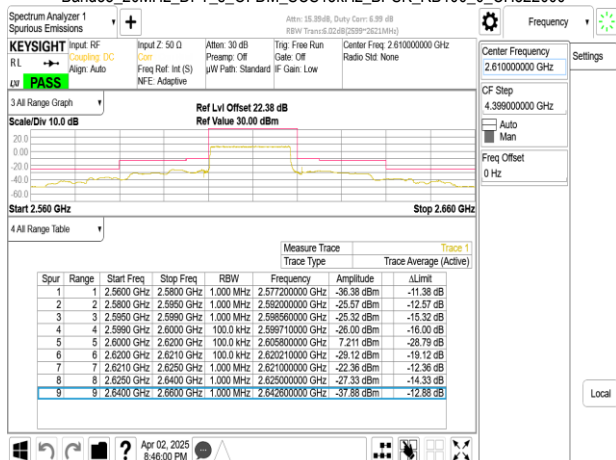 Spectrum Analyzer 1
Spurious Emissions
Attn: 15.39dB, Duty Corr: 6.99 dB
RBW Trans:6.02dB(2599*2621MHz)
Frequency
KEYSIGHT
RL
LXI
PASS
Input: RF
Coupling: DC
Align: Auto
Input Z: 50 Ω
Corr
Freq Ref: Int (S)
NFE: Adaptive
Atten: 30 dB
Preamp: Off
µW Path: Standard
Trig: Free Run
Gate: Off
IF Gain: Low
Center Freq: 2.610000000 GHz
Radio Std: None
Center Frequency
2.610000000 GHz
Settings
CF Step
4.399000000 GHz
Auto
Man
Freq Offset
0 Hz
Local
3 All Range Graph
Scale/Div 10.0 dB
Ref Lvl Offset 22.38 dB
Ref Value 30.00 dBm
20.0
0.00
-20.0
-40.0
-60.0
Start 2.560 GHz
Stop 2.660 GHz
4 All Range Table
Measure Trace Trace 1
Trace Type Trace Average (Active)
Spur Range Start Freq Stop Freq RBW Frequency Amplitude ΔLimit
1 1 2.5600 GHz 2.5800 GHz 1.000 MHz 2.577200000 GHz -36.38 dBm -11.38 dB
2 2 2.5800 GHz 2.5950 GHz 1.000 MHz 2.592000000 GHz -25.57 dBm -12.57 dB
3 3 2.5950 GHz 2.5990 GHz 1.000 MHz 2.598560000 GHz -25.32 dBm -15.32 dB
4 4 2.5990 GHz 2.6000 GHz 100.0 kHz 2.599710000 GHz -26.00 dBm -16.00 dB
5 5 2.6000 GHz 2.6200 GHz 100.0 kHz 2.605800000 GHz 7.211 dBm -28.79 dB
6 6 2.6200 GHz 2.6210 GHz 100.0 kHz 2.620210000 GHz -29.12 dBm -19.12 dB
7 7 2.6210 GHz 2.6250 GHz 1.000 MHz 2.621000000 GHz -22.36 dBm -12.36 dB
8 8 2.6250 GHz 2.6400 GHz 1.000 MHz 2.625000000 GHz -27.33 dBm -14.33 dB
9 9 2.6400 GHz 2.6600 GHz 1.000 MHz 2.642600000 GHz -37.88 dBm -12.88 dB
Apr 02, 2025
8:46:00 PM